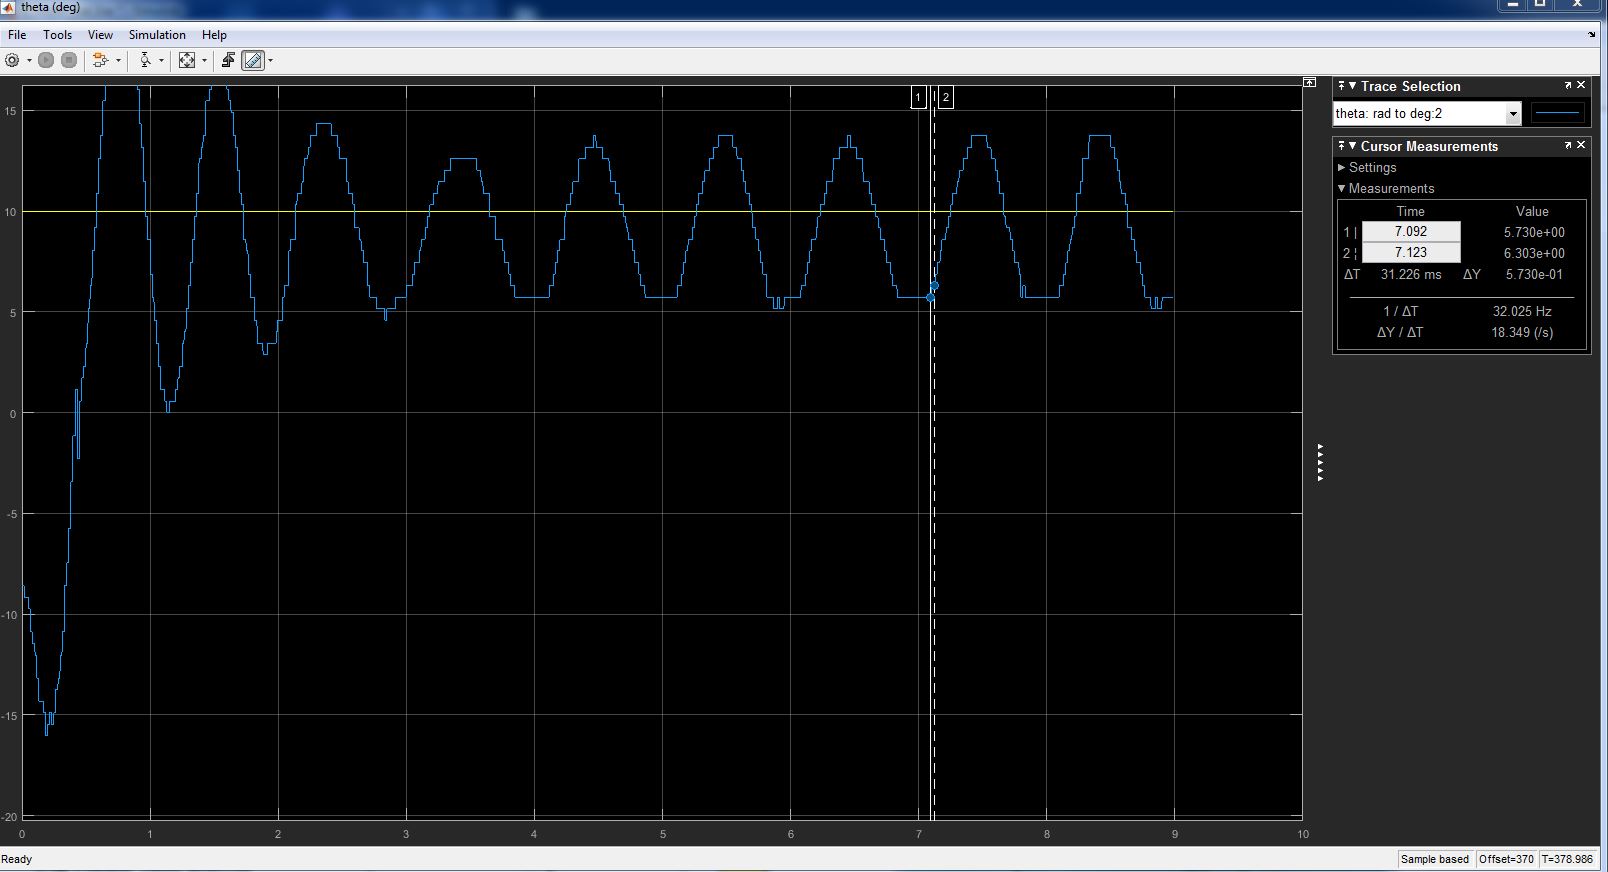 theta (deg)
File Tools View Simulation Help
15
10
5
0
-5
-10
-15
-20
0 1 2 3 4 5 6 7 8 9 10
1 2
Trace Selection
theta: rad to deg:2
Cursor Measurements
Settings
Measurements
Time Value
1 | 7.092 5.730e+00
2 ¦ 7.123 6.303e+00
ΔT 31.226 ms ΔY 5.730e-01
1 / ΔT 32.025 Hz
ΔY / ΔT 18.349 (/s)
Ready Sample based Offset=370 T=378.986